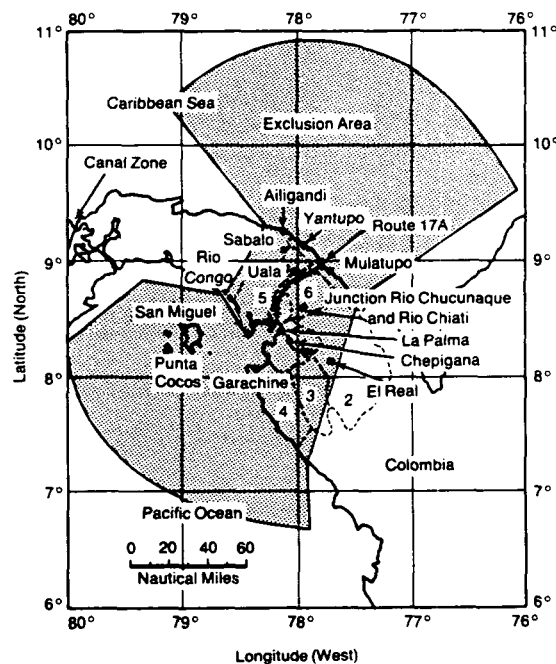 80° 79° 78° 77° 76°
11° 11°
Caribbean Sea
Exclusion Area
10° 10°
Canal Zone
Ailigandi
Yantupo
Route 17A
Sabalo
9° 9°
Rio
Congo
Uala
Mulatupo
5 6
Junction Rio Chucunaque
and Rio Chiati
San Miguel
La Palma
Chepigana
Punta
Cocos
8° 8°
Garachine
El Real
4 3 2
Colombia
7° 7°
Pacific Ocean
0 20 40 60
Nautical Miles
6° 6°
80° 79° 78° 77° 76°
Latitude (North)
Longitude (West)